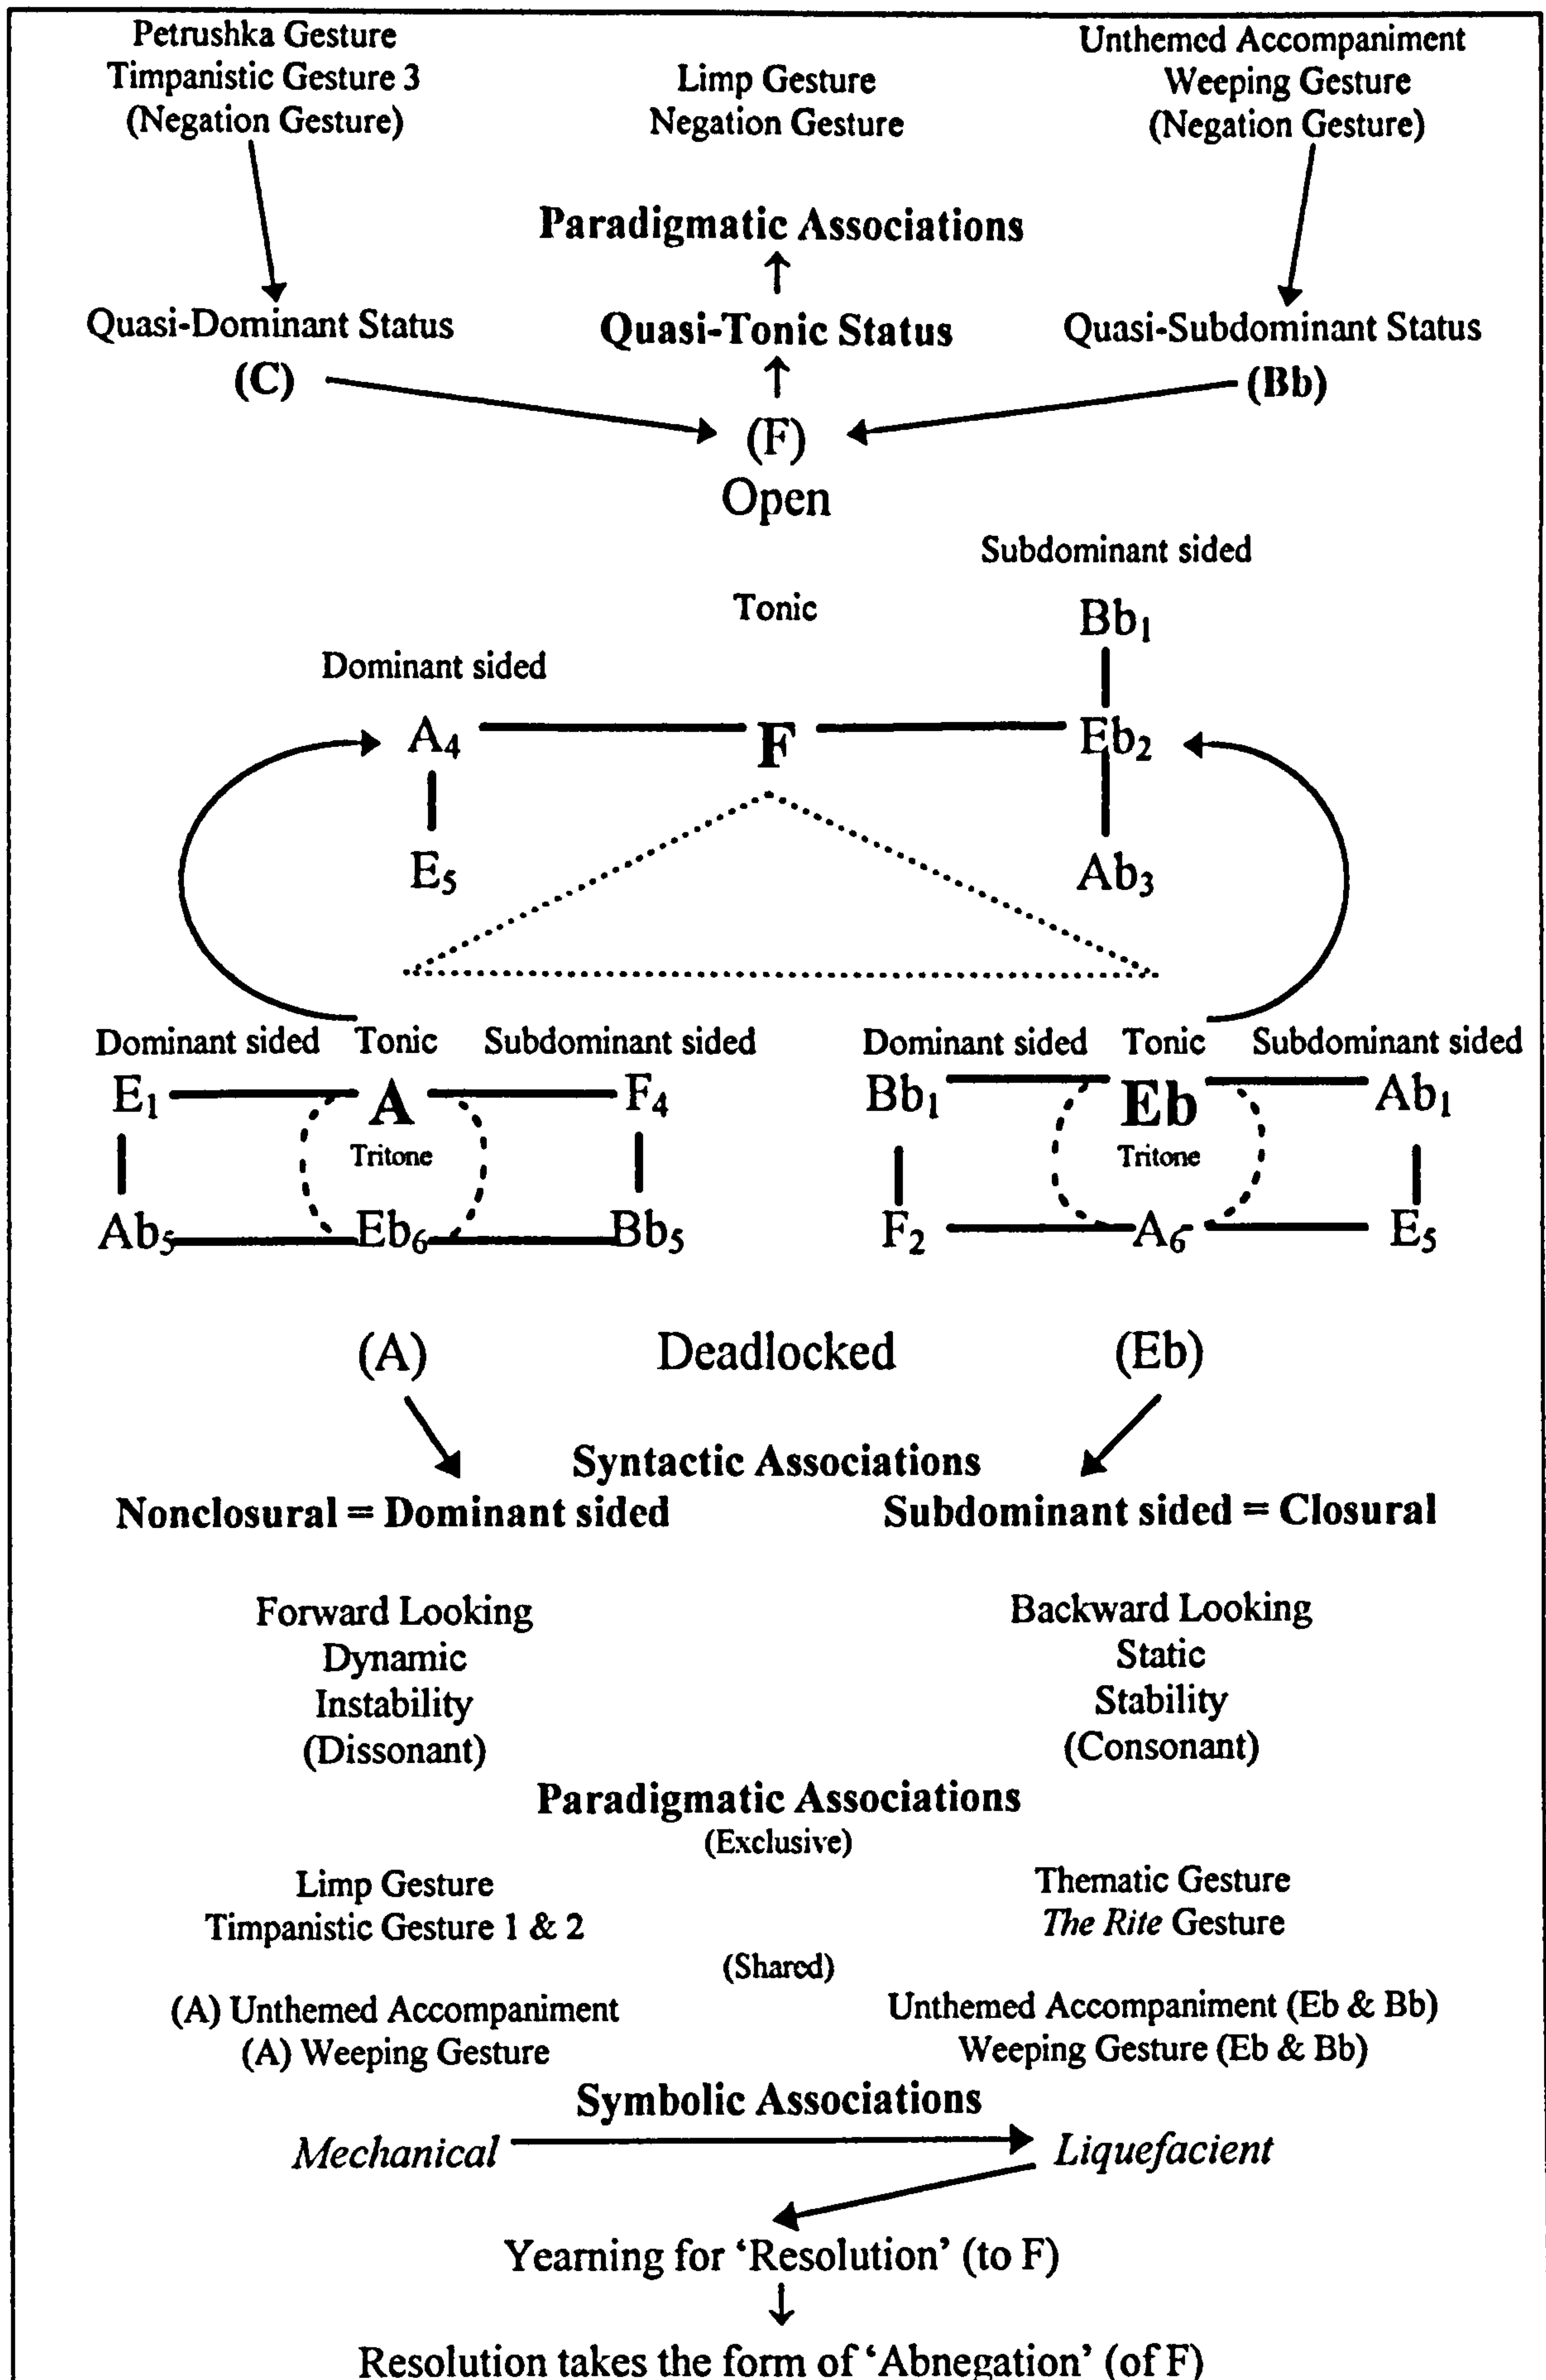 Petrushka Gesture
Timpanistic Gesture 3
(Negation Gesture)
Limp Gesture
Negation Gesture
Unthemed Accompaniment
Weeping Gesture
(Negation Gesture)
Paradigmatic Associations
Quasi-Dominant Status
Quasi-Tonic Status
Quasi-Subdominant Status
(C)
(Bb)
(F)
Open
Subdominant sided
Tonic
Bb1
Dominant sided
A4 F Eb2
E5 Ab3
Dominant sided Tonic Subdominant sided
E1 A F4
Tritone
Ab5 Eb6 Bb5
Dominant sided Tonic Subdominant sided
Bb1 Eb Ab1
Tritone
F2 A6 E5
(A) Deadlocked (Eb)
Syntactic Associations
Nonclosural = Dominant sided
Subdominant sided = Closural
Forward Looking
Dynamic
Instability
(Dissonant)
Backward Looking
Static
Stability
(Consonant)
Paradigmatic Associations
(Exclusive)
Limp Gesture
Timpanistic Gesture 1 & 2
Thematic Gesture
The Rite Gesture
(Shared)
(A) Unthemed Accompaniment
(A) Weeping Gesture
Unthemed Accompaniment (Eb & Bb)
Weeping Gesture (Eb & Bb)
Symbolic Associations
Mechanical
Liquefacient
Yearning for ‘Resolution’ (to F)
Resolution takes the form of ‘Abnegation’ (of F)